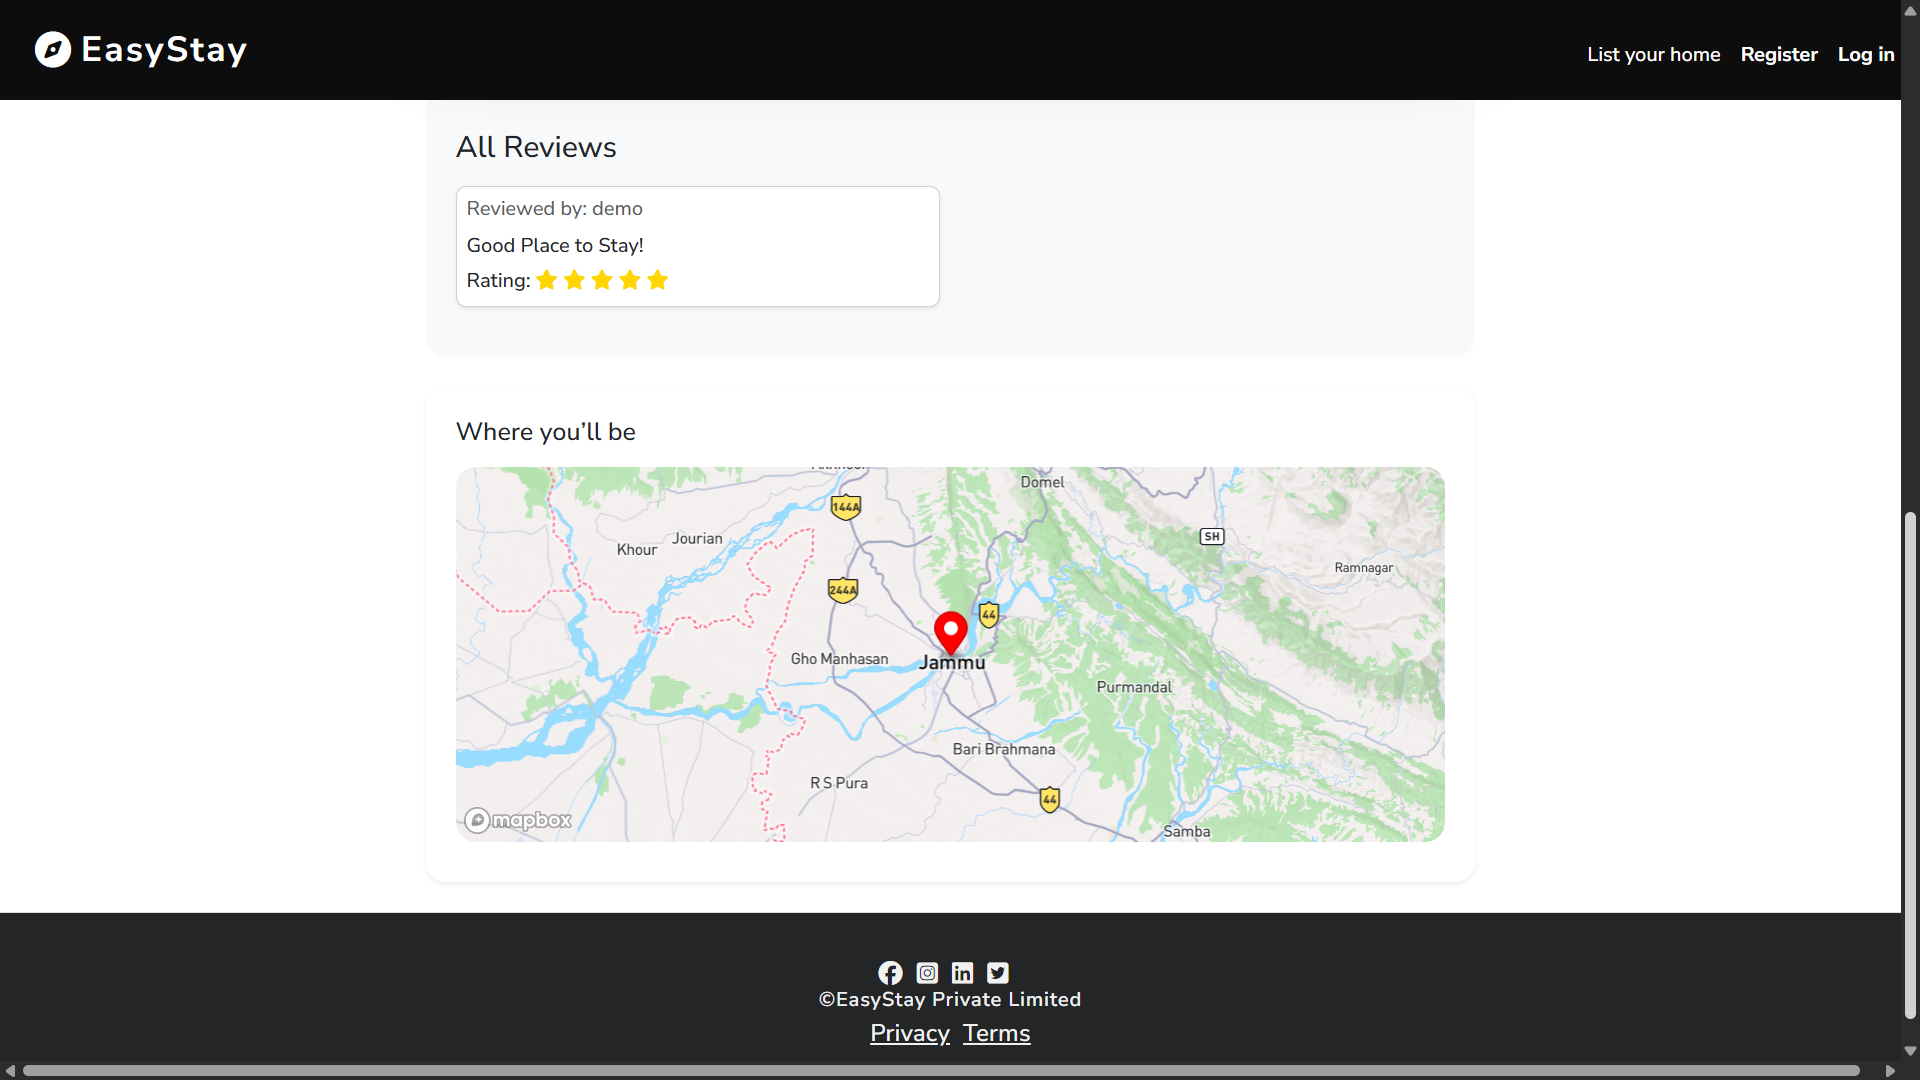 EasyStay
List your home Register Log in
All Reviews
Reviewed by: demo
Good Place to Stay!
Rating:
Where you’ll be
Domel
144A
Jourian
Khour
SH
Ramnagar
244A
44
Gho Manhasan
Jammu
Purmandal
Bari Brahmana
R S Pura
44
mapbox
Samba
©EasyStay Private Limited
Privacy Terms